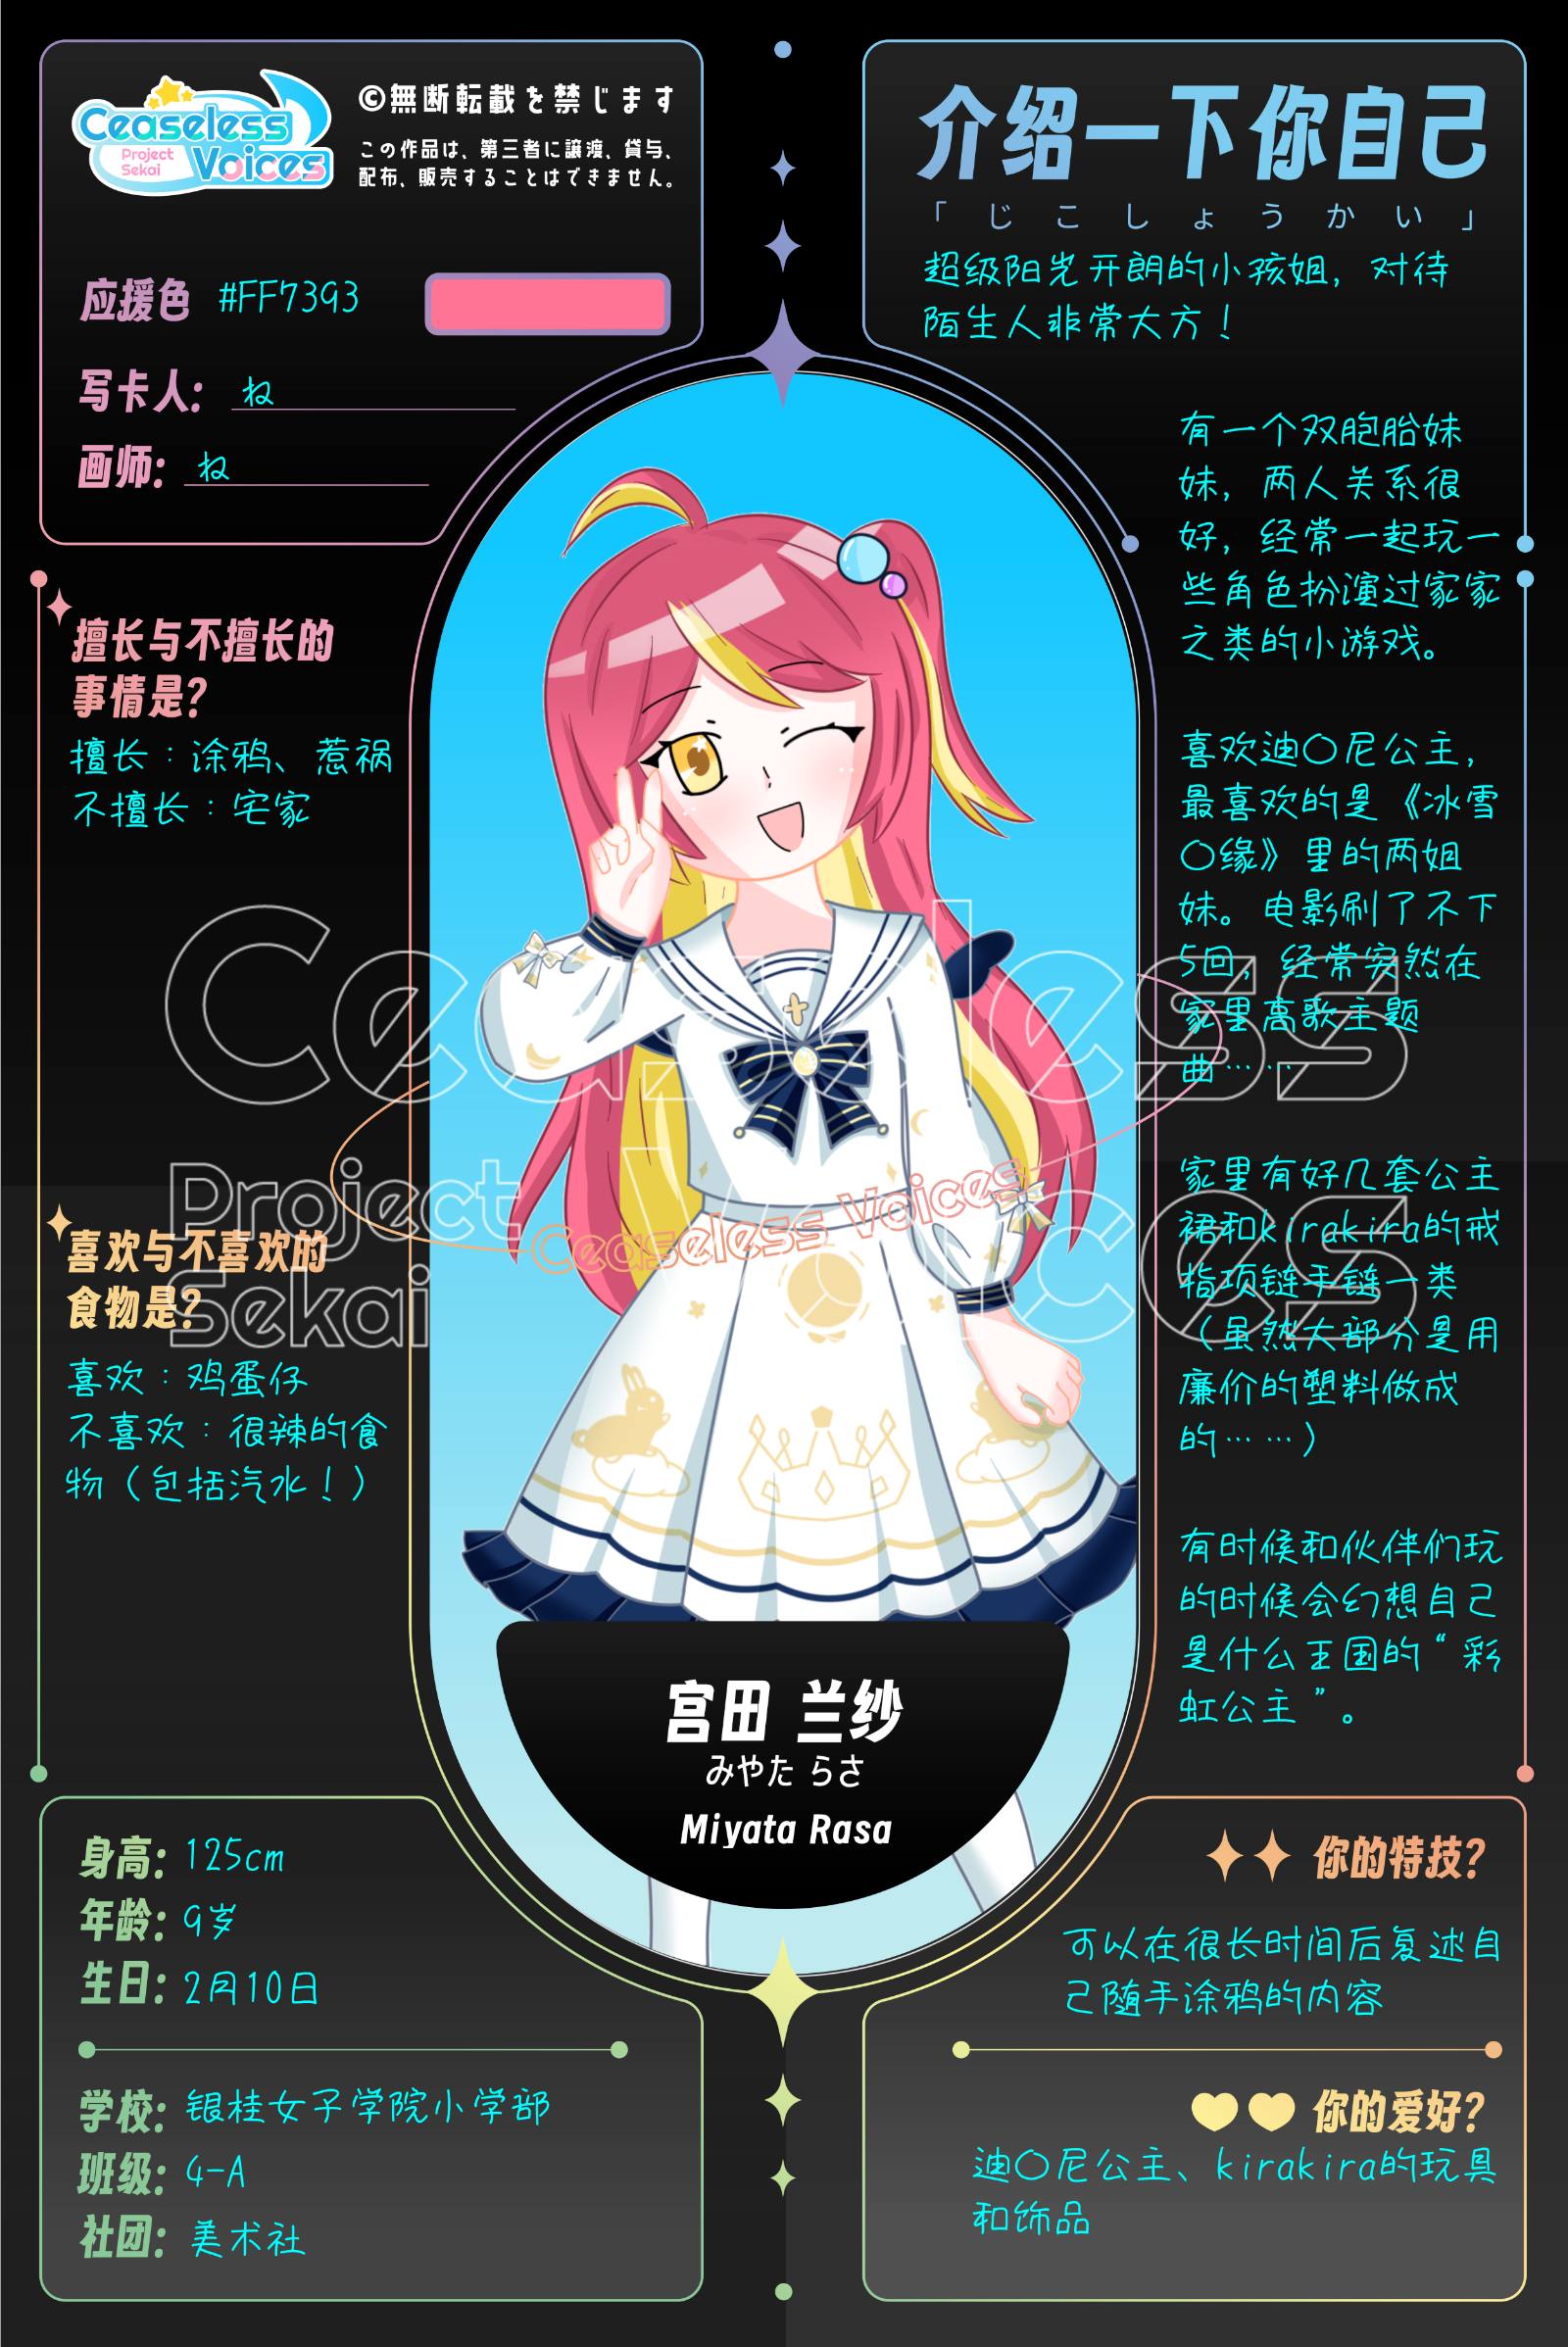 Ceaseless
Voices
Project
Sekai
©無断転載を禁じます
この作品は、第三者に譲渡、貸与、
配布、販売することはできません。
应援色 #FF7393
写卡人: ね
画师: ね
介绍一下你自己
「じこしょうかい」
超级阳光开朗的小孩姐，对待
陌生人非常大方！
有一个双胞胎妹
妹，两人关系很
好，经常一起玩一
些角色扮演过家家
之类的小游戏。
喜欢迪〇尼公主，
最喜欢的是《冰雪
〇缘》里的两姐
妹。电影刷了不下
5回，经常突然在
家里高歌主题
曲……
家里有好几套公主
裙和kirakira的戒
指项链手链一类
（虽然大部分是用
廉价的塑料做成
的……）
有时候和伙伴们玩
的时候会幻想自己
是什么王国的“彩
虹公主”。
擅长与不擅长的
事情是?
擅长：涂鸦、惹祸
不擅长：宅家
喜欢与不喜欢的
食物是?
喜欢：鸡蛋仔
不喜欢：很辣的食
物（包括汽水！）
Ceaseless
Project Voices
Sekai
Ceaseless Voices
宫田 兰纱
みやた らさ
Miyata Rasa
身高: 125cm
年龄: 9岁
生日: 2月10日
学校: 银桂女子学院小学部
班级: 4-A
社团: 美术社
你的特技?
可以在很长时间后复述自
己随手涂鸦的内容
你的爱好?
迪〇尼公主、kirakira的玩具
和饰品